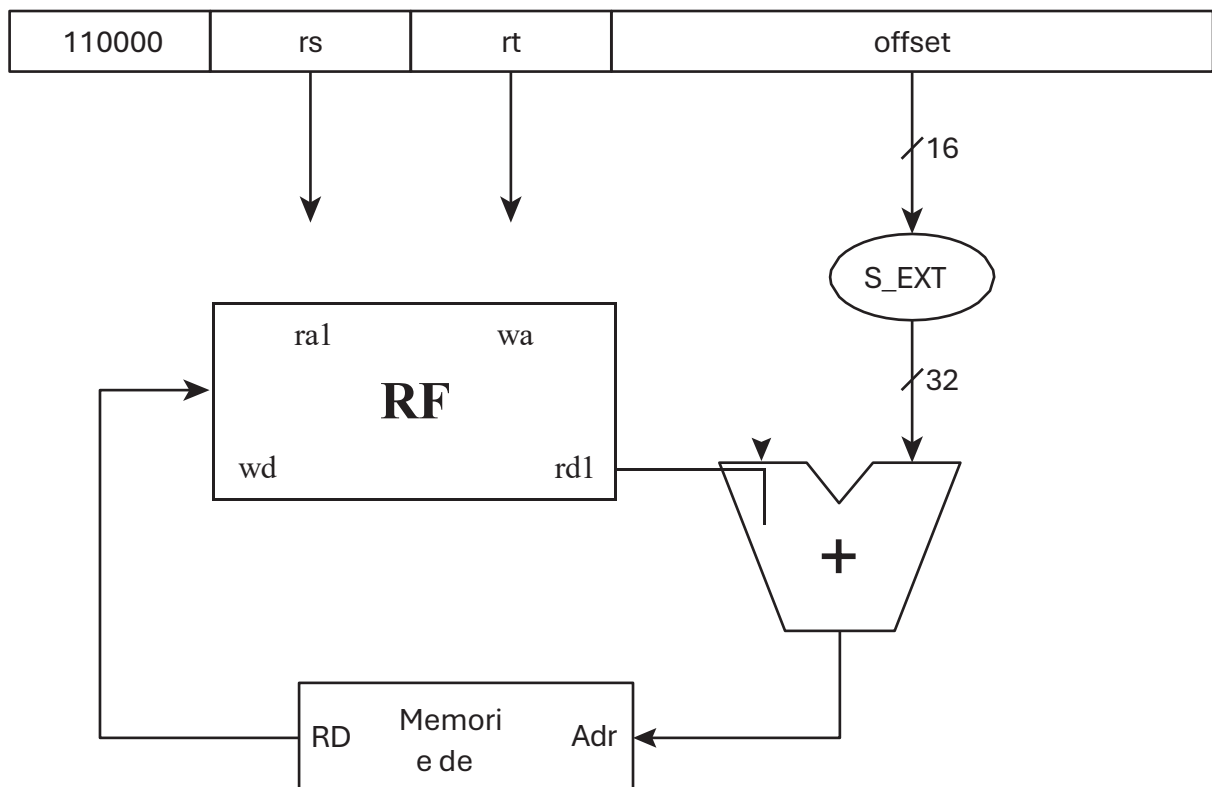 110000 rs rt offset
16
S_EXT
ra1 wa
32
RF
wd rd1
+
RD Memori Adr
e de